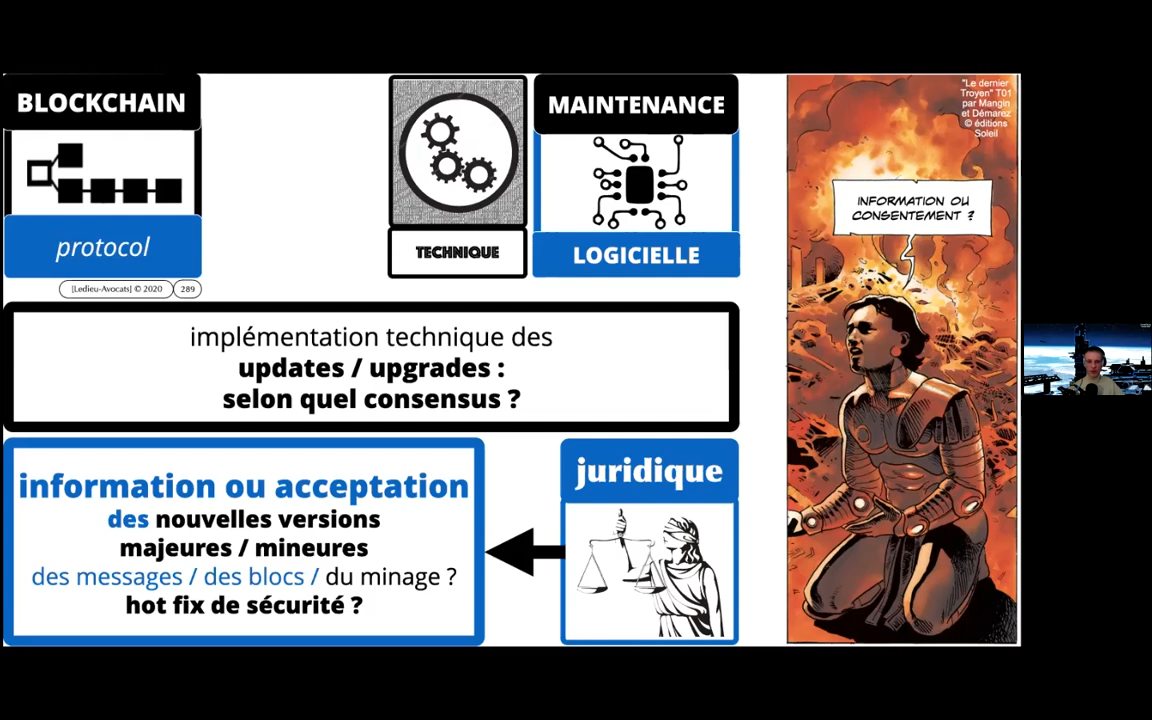 BLOCKCHAIN
protocol
[Ledieu-Avocats] © 2020
289
TECHNIQUE
MAINTENANCE
LOGICIELLE
implémentation technique des
updates / upgrades :
selon quel consensus ?
information ou acceptation
des nouvelles versions
majeures / mineures
des messages / des blocs / du minage ?
hot fix de sécurité ?
juridique
"Le dernier
Troyen" T01
par Mangin
et Démarez
© éditions
Soleil
INFORMATION OU
CONSENTEMENT ?